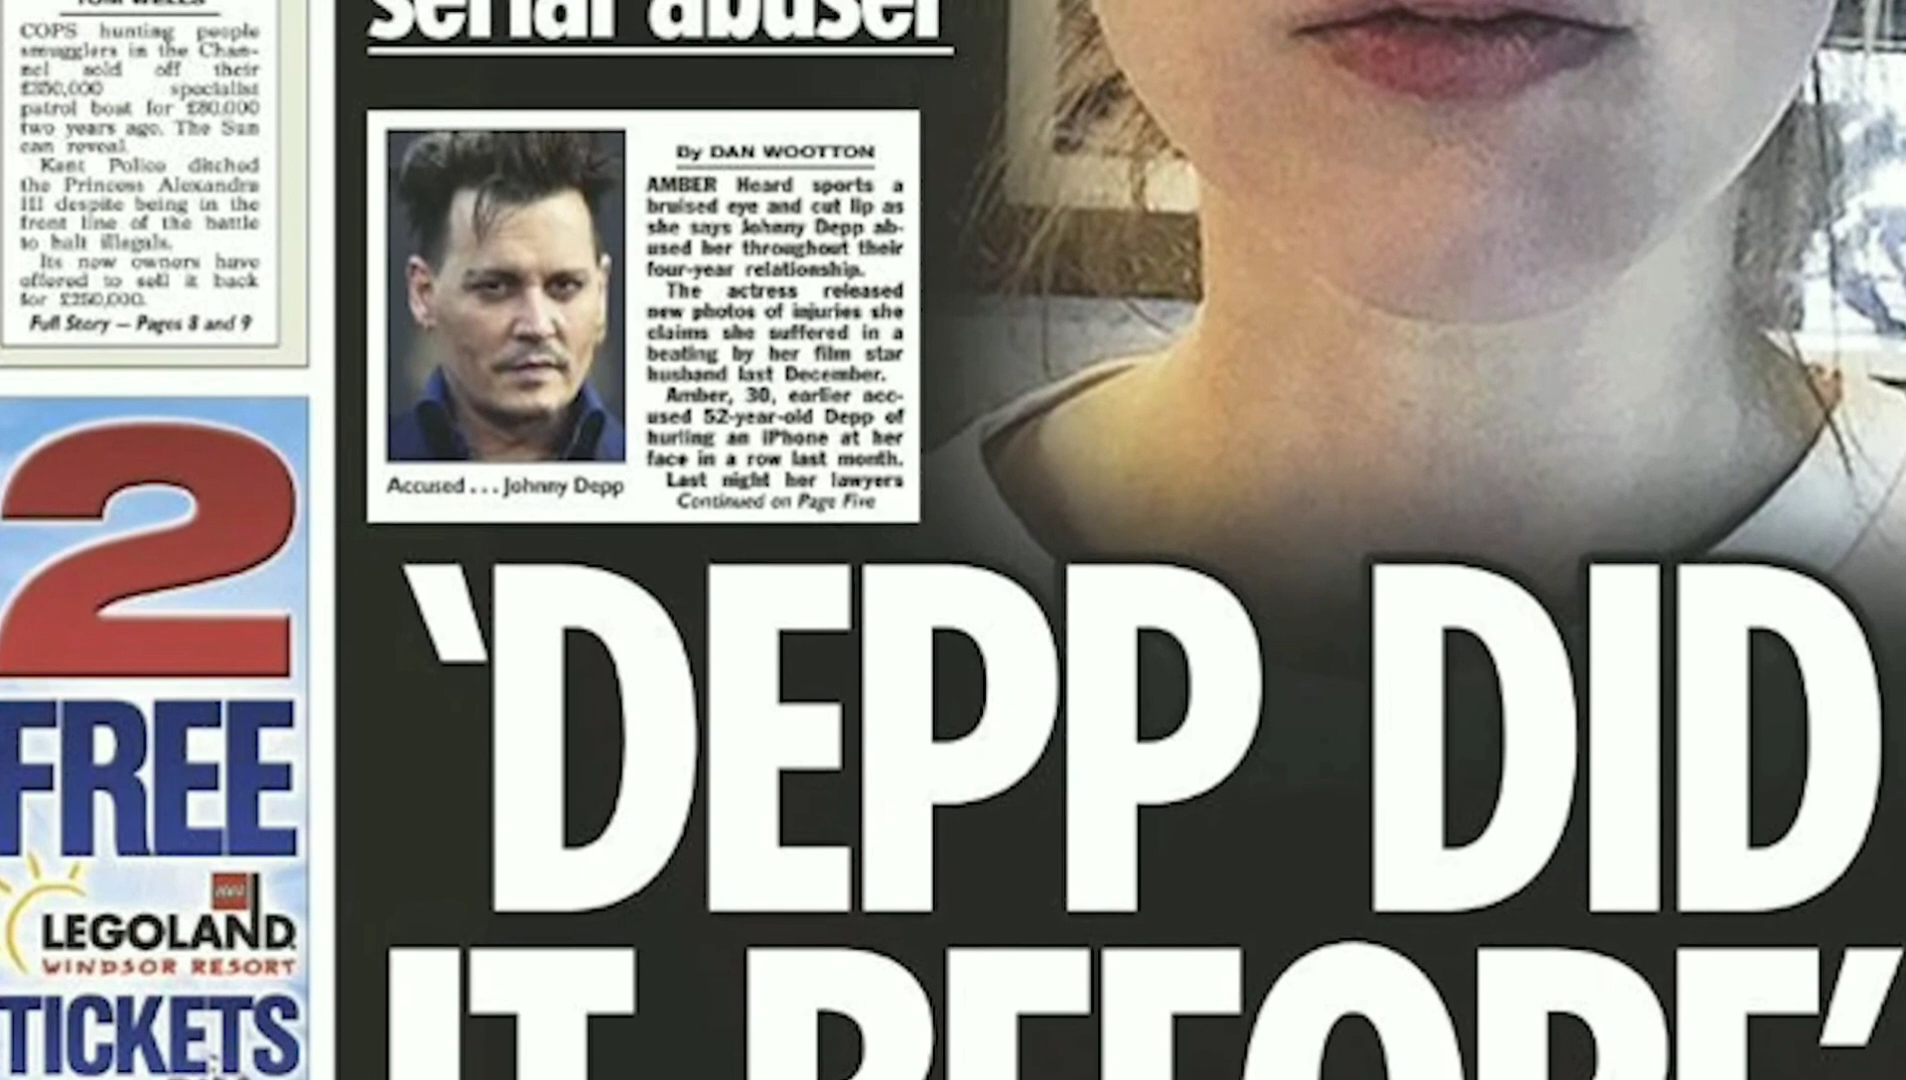 TOM WELLS
COPS hunting people
smugglers in the Chan-
nel sold off their
£350,000 specialist
patrol boat for £80,000
two years ago, The Sun
can reveal.
Kent Police ditched
the Princess Alexandra
III despite being in the
front line of the battle
to halt illegals.
Its now owners have
offered to sell it back
for £250,000.
Full Story — Pages 8 and 9
2
FREE
LEGO
LEGOLAND
WINDSOR RESORT
TICKETS
serial abuser
By DAN WOOTTON
AMBER Heard sports a
bruised eye and cut lip as
she says Johnny Depp ab-
used her throughout their
four-year relationship.
The actress released
new photos of injuries she
claims she suffered in a
beating by her film star
husband last December.
Amber, 30, earlier acc-
used 52-year-old Depp of
hurling an iPhone at her
face in a row last month.
Last night her lawyers
Continued on Page Five
Accused . . . Johnny Depp
‘DEPP DID
IT BEFORE’